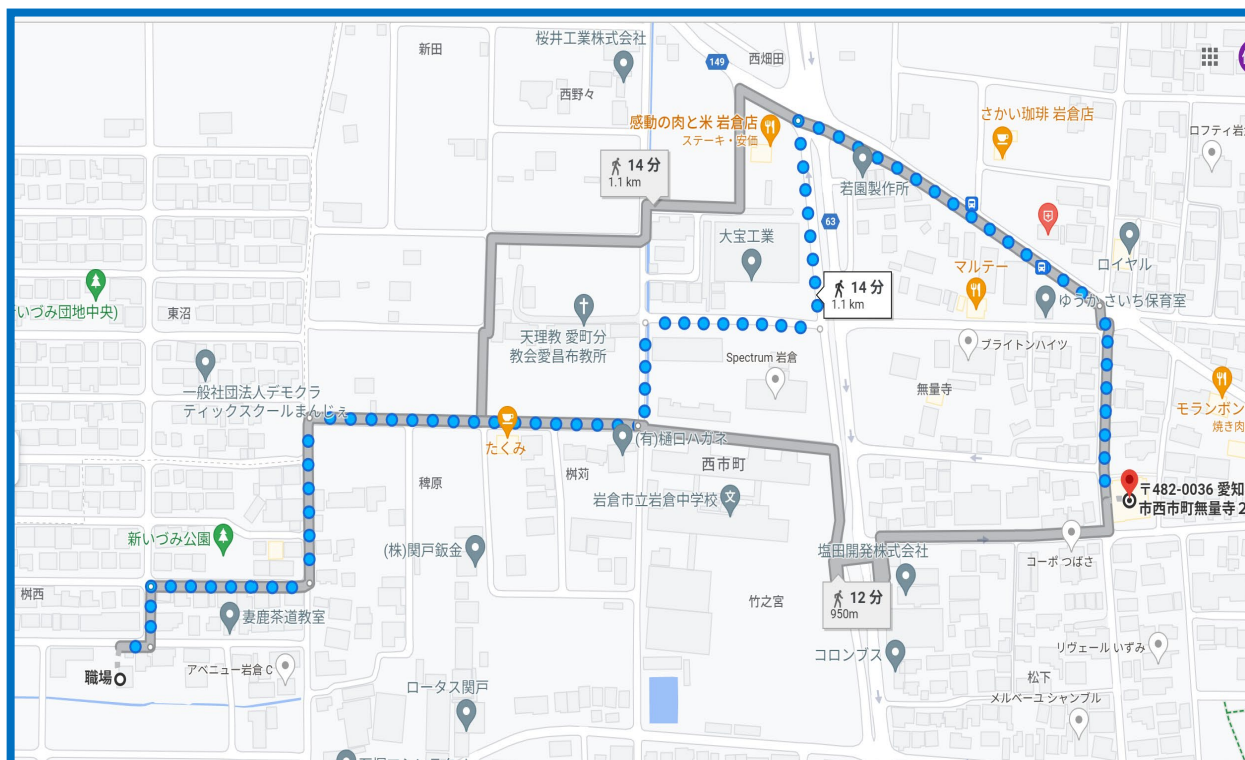 新田
桜井工業株式会社
149
西畑田
西野々
感動の肉と米 岩倉店
ステーキ・安価
さかい珈琲 岩倉店
14 分
1.1 km
若園製作所
63
大宝工業
マルテー
ロイヤル
ゆうか
さいち保育室
いづみ団地中央)
東沼
天理教 愛町分
教会愛昌布教所
14 分
1.1 km
Spectrum 岩倉
ブライトンハイツ
無量寺
一般社団法人デモクラ
ティックスクールまんじぇ
たくみ
(有)樋口ハガネ
西市町
モランボン
焼き肉
稗原
桝苅
岩倉市立岩倉中学校
〒482-0036 愛知
市西市町無量寺2
新いづみ公園
(株)関戸鈑金
塩田開発株式会社
コーポ つばさ
桝西
妻鹿茶道教室
12 分
950m
竹之宮
職場
アベニュー岩倉 C
コロンブス
リヴェール いずみ
ロータス関戸
松下
メルベーユ シャンブル